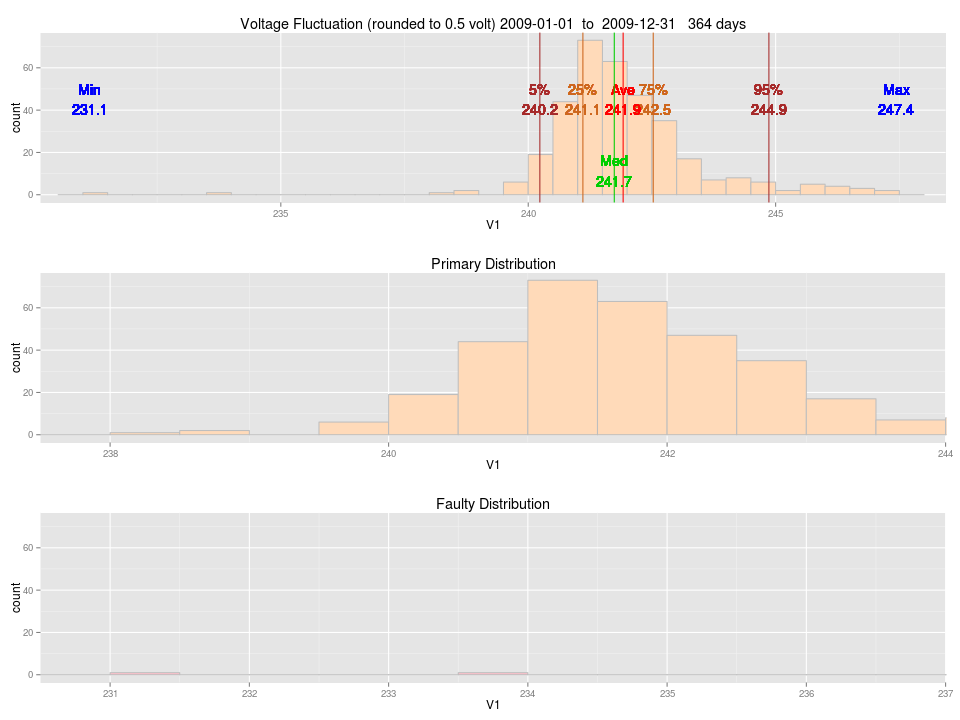 Voltage Fluctuation (rounded to 0.5 volt) 2009-01-01 to 2009-12-31 364 days
60
40
20
0
count
Min
231.1
5%
240.2
25%
241.1
Ave
241.9
75%
242.5
95%
244.9
Max
247.4
Med
241.7
235 240 245
V1
Primary Distribution
60
40
20
0
count
238 240 242 244
V1
Faulty Distribution
60
40
20
0
count
231 232 233 234 235 236 237
V1